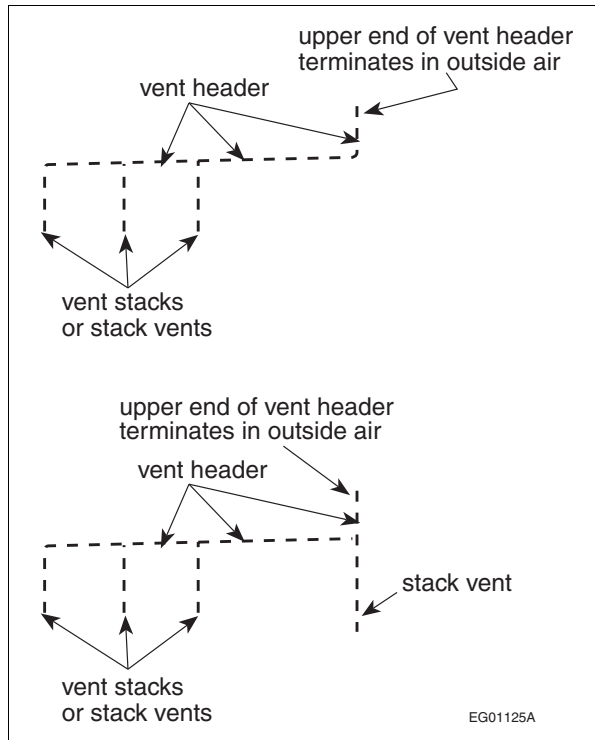 upper end of vent header
terminates in outside air
vent header
vent stacks
or stack vents
upper end of vent header
terminates in outside air
vent header
stack vent
vent stacks
or stack vents
EG01125A